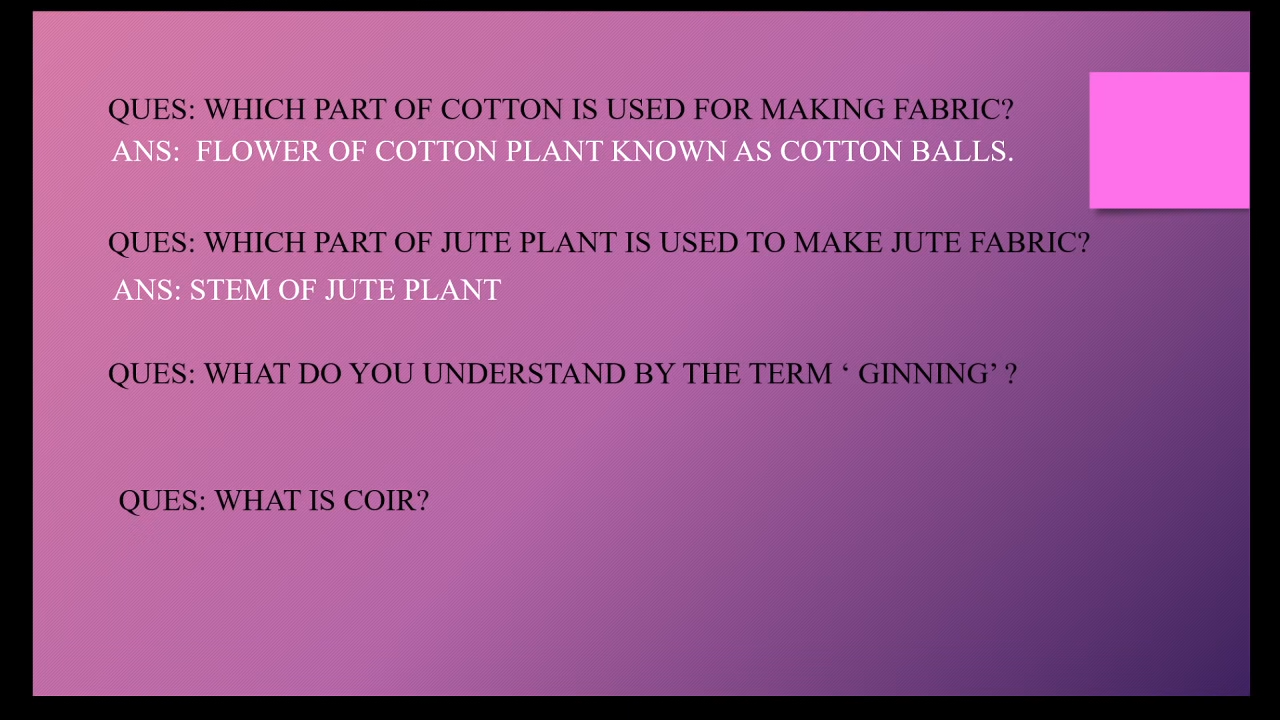 QUES: WHICH PART OF COTTON IS USED FOR MAKING FABRIC?
ANS:  FLOWER OF COTTON PLANT KNOWN AS COTTON BALLS.
QUES: WHICH PART OF JUTE PLANT IS USED TO MAKE JUTE FABRIC?
ANS: STEM OF JUTE PLANT
QUES: WHAT DO YOU UNDERSTAND BY THE TERM ‘ GINNING’ ?
QUES: WHAT IS COIR?